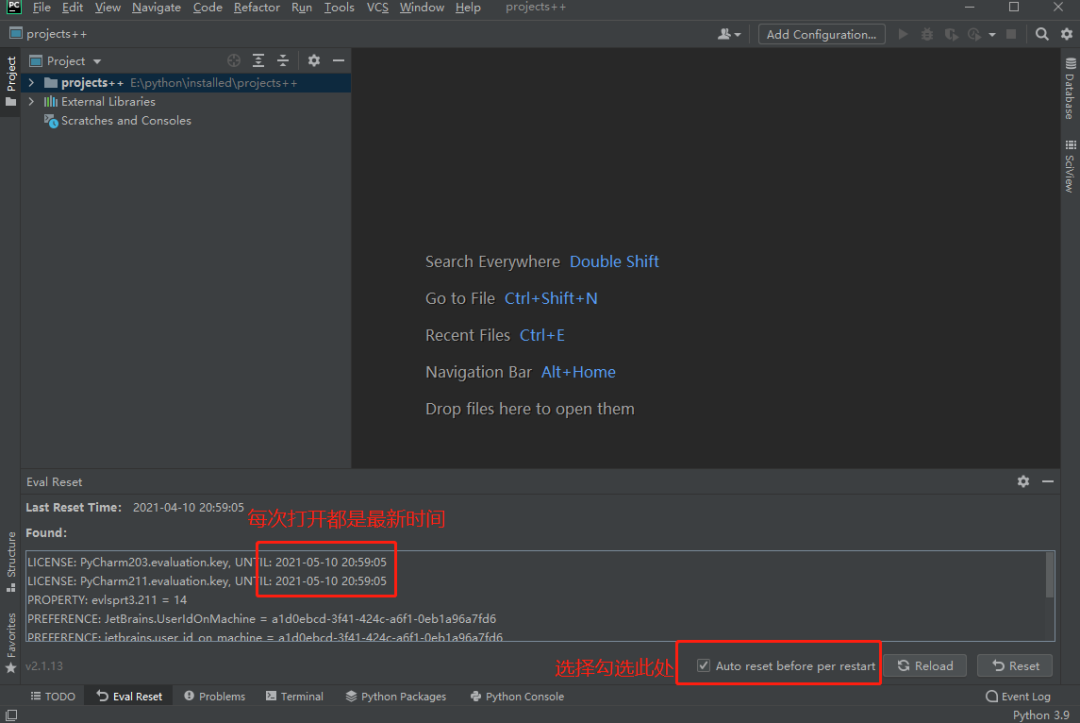 PC File Edit View Navigate Code Refactor Run Tools VCS Window Help projects++
projects++ Add Configuration...
Project
Project
projects++ E:\python\installed\projects++
External Libraries
Scratches and Consoles
Database
SciView
Search Everywhere Double Shift
Go to File Ctrl+Shift+N
Recent Files Ctrl+E
Navigation Bar Alt+Home
Drop files here to open them
Eval Reset
Last Reset Time: 2021-04-10 20:59:05
每次打开都是最新时间
Found:
LICENSE: PyCharm203.evaluation.key, UNTIL: 2021-05-10 20:59:05
LICENSE: PyCharm211.evaluation.key, UNTIL: 2021-05-10 20:59:05
PROPERTY: evlsprt3.211 = 14
PREFERENCE: JetBrains.UserIdOnMachine = a1d0ebcd-3f41-424c-a6f1-0eb1a96a7fd6
PREFERENCE: jetbrains.user_id_on_machine = a1d0ebcd-3f41-424c-a6f1-0eb1a96a7fd6
Structure
Favorites
v2.1.13
选择勾选此处
Auto reset before per restart
Reload
Reset
TODO Eval Reset Problems Terminal Python Packages Python Console Event Log
Python 3.9